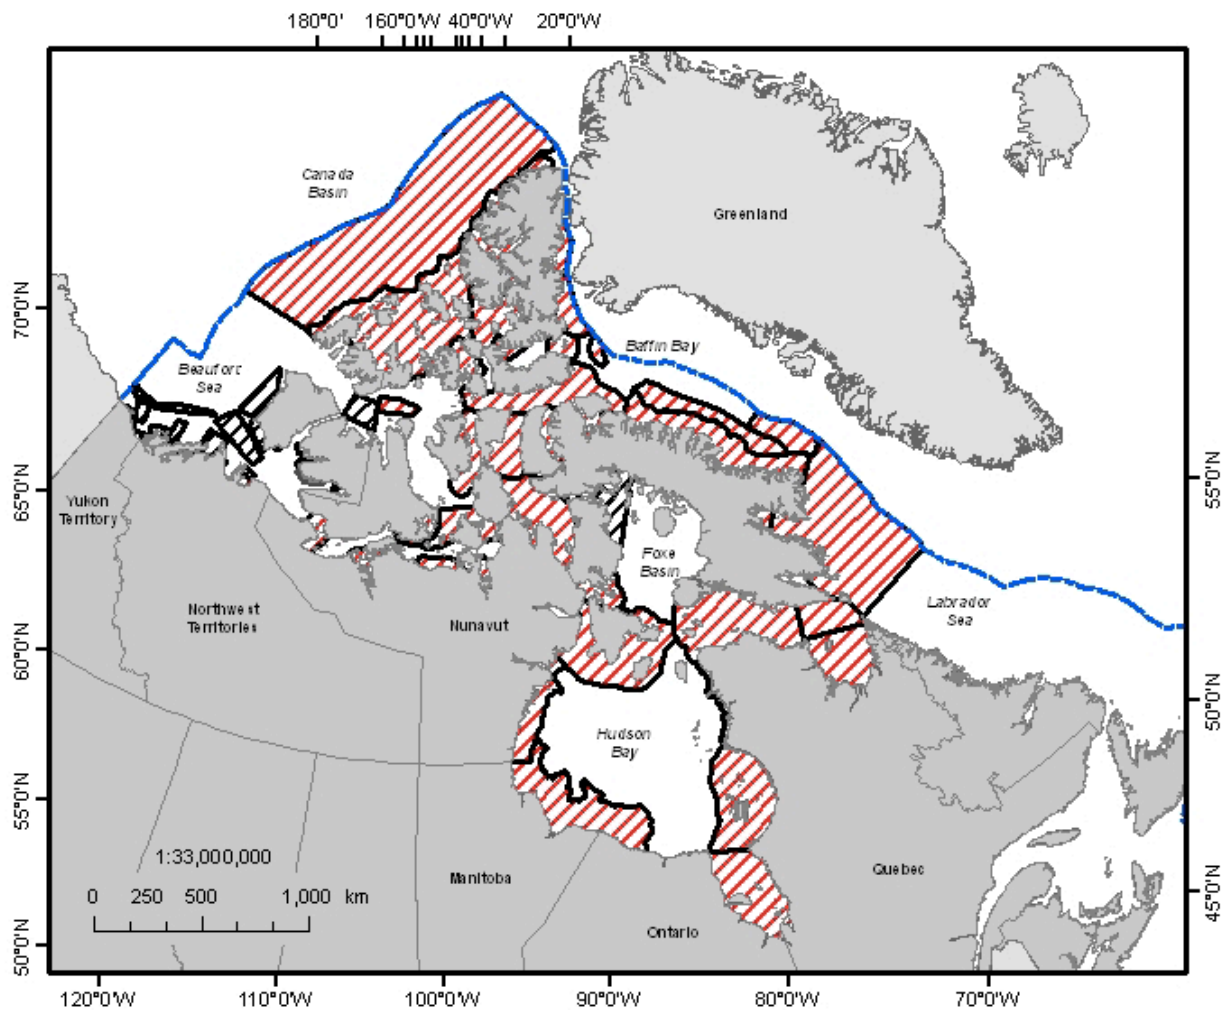 180°0' 160°0'W 40°0'W 20°0'W
Canada
Basin
Greenland
70°0'N
Baffin Bay
Beaufort
Sea
65°0'N
55°0'N
Yukon
Territory
Foxe
Basin
Northwest
Territories
Nunavut
Labrador
Sea
60°0'N
50°0'N
Hudson
Bay
55°0'N
1:33,000,000
0 250 500 1,000 km
Manitoba
Quebec
45°0'N
Ontario
50°0'N
120°0'W 110°0'W 100°0'W 90°0'W 80°0'W 70°0'W